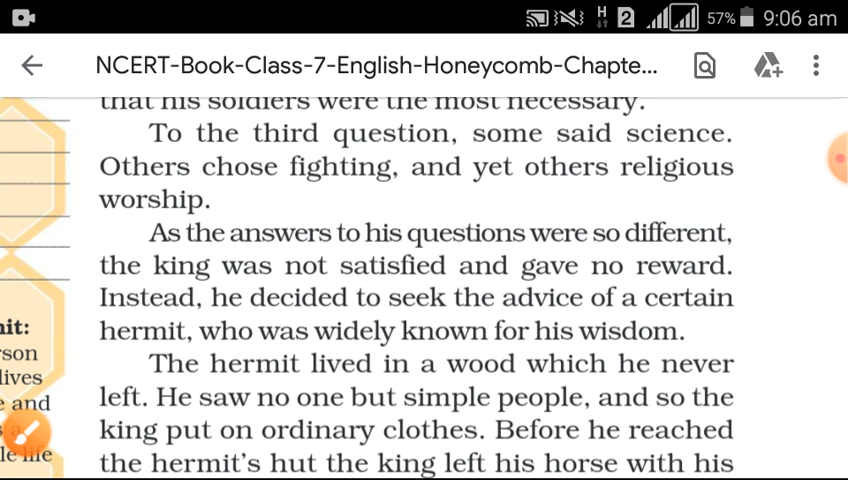 H 2 57% 9:06 am
NCERT-Book-Class-7-English-Honeycomb-Chapte...
that his soldiers were the most necessary.
To the third question, some said science.
Others chose fighting, and yet others religious
worship.
As the answers to his questions were so different,
the king was not satisfied and gave no reward.
Instead, he decided to seek the advice of a certain
hermit, who was widely known for his wisdom.
The hermit lived in a wood which he never
left. He saw no one but simple people, and so the
king put on ordinary clothes. Before he reached
the hermit's hut the king left his horse with his
nit:
rson
lives
e and
le life